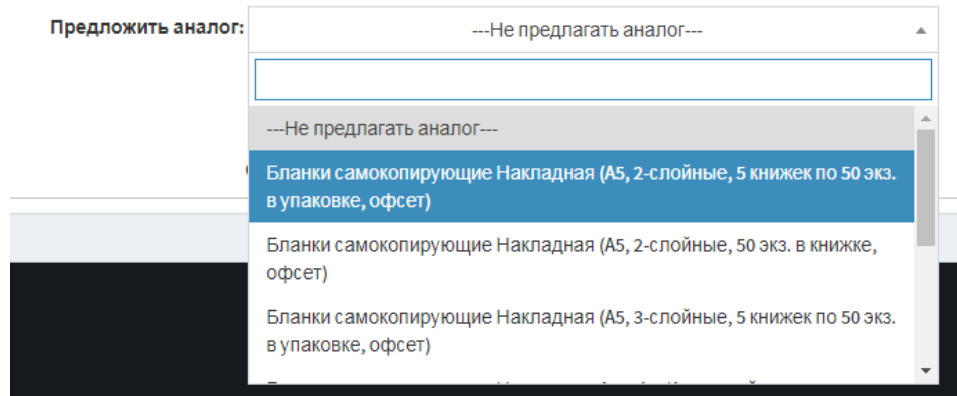 Предложить аналог: ---Не предлагать аналог---
---Не предлагать аналог---
Бланки самокопирующие Накладная (А5, 2-слойные, 5 книжек по 50 экз.
в упаковке, офсет)
Бланки самокопирующие Накладная (А5, 2-слойные, 50 экз. в книжке,
офсет)
Бланки самокопирующие Накладная (А5, 3-слойные, 5 книжек по 50 экз.
в упаковке, офсет)